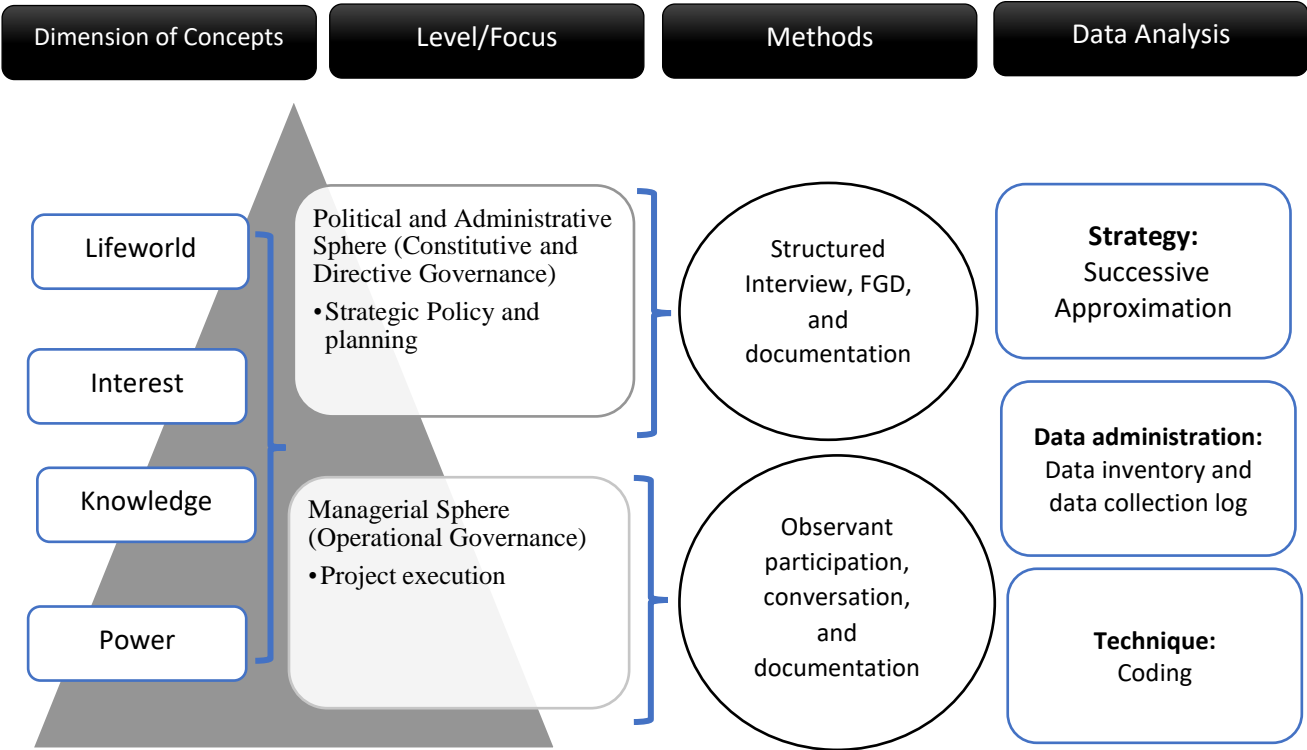 Dimension of Concepts
Level/Focus
Methods
Data Analysis
Lifeworld
Interest
Knowledge
Power
Political and Administrative
Sphere (Constitutive and
Directive Governance)
•Strategic Policy and
planning
Managerial Sphere
(Operational Governance)
•Project execution
Structured
Interview, FGD,
and
documentation
Observant
participation,
conversation,
and
documentation
Strategy:
Successive
Approximation
Data administration:
Data inventory and
data collection log
Technique:
Coding